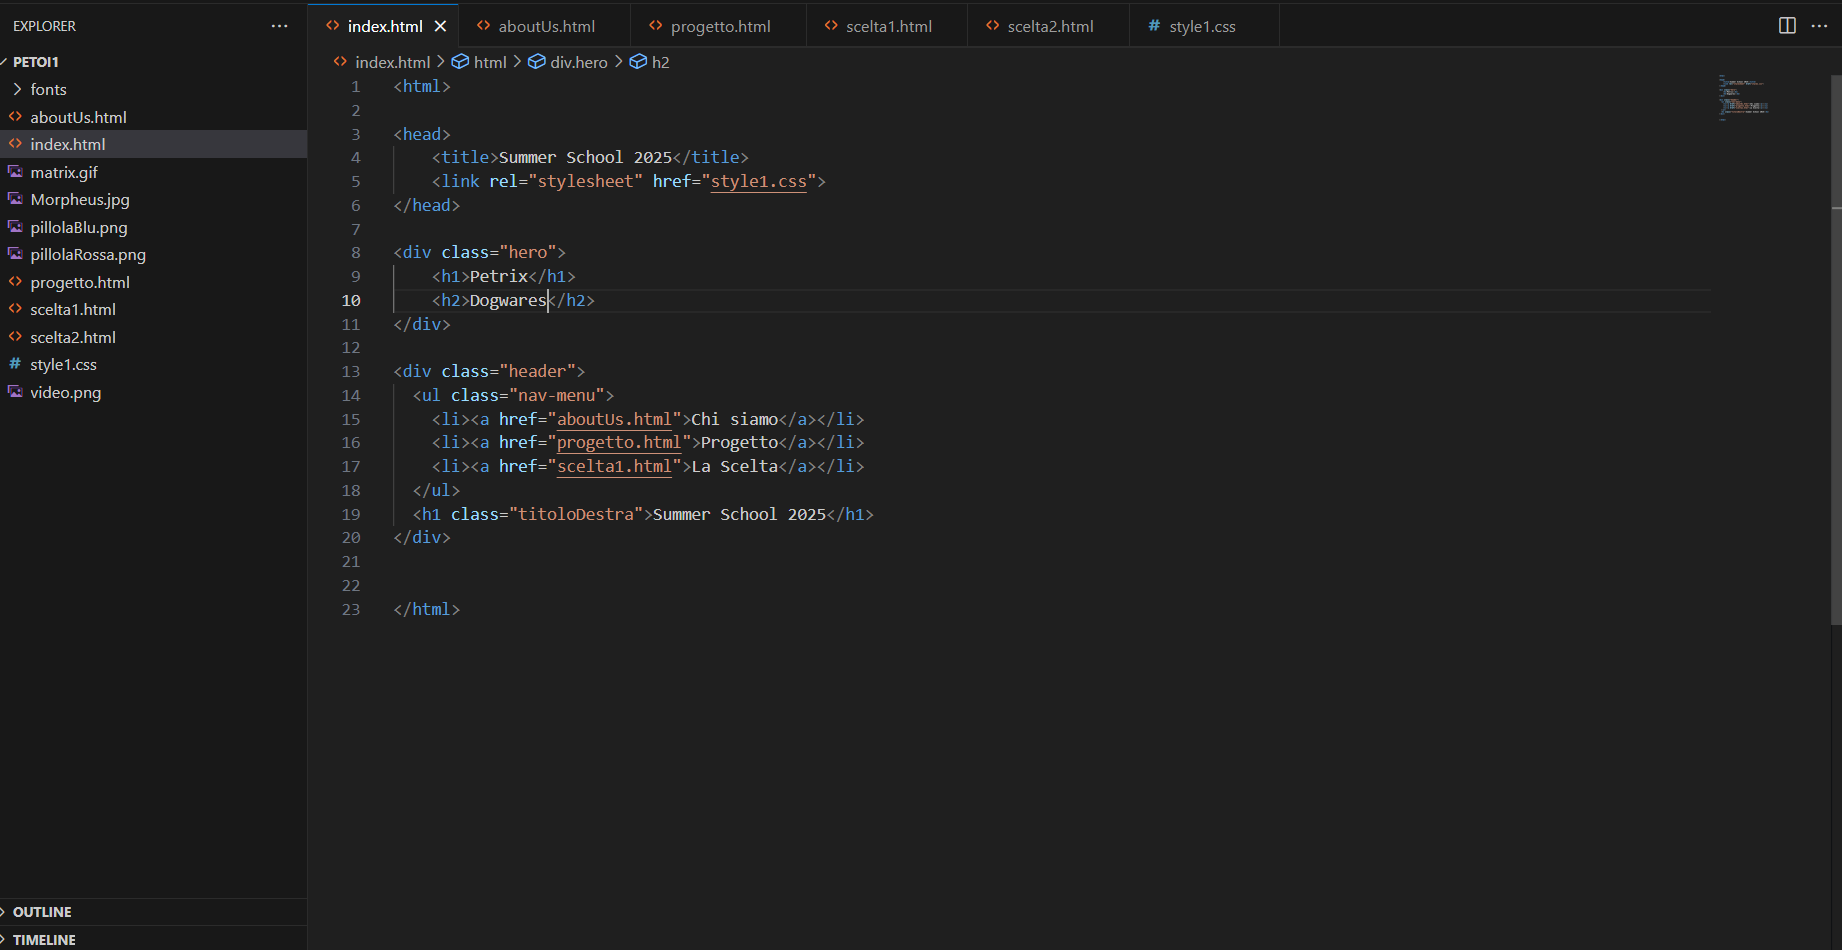 EXPLORER
PETOI1
fonts
aboutUs.html
index.html
matrix.gif
Morpheus.jpg
pillolaBlu.png
pillolaRossa.png
progetto.html
scelta1.html
scelta2.html
style1.css
video.png
OUTLINE
TIMELINE
index.html aboutUs.html progetto.html scelta1.html scelta2.html # style1.css
index.html > html > div.hero > h2
1 <html>
2
3 <head>
4     <title>Summer School 2025</title>
5     <link rel="stylesheet" href="style1.css">
6 </head>
7
8 <div class="hero">
9     <h1>Petrix</h1>
10     <h2>Dogwares</h2>
11 </div>
12
13 <div class="header">
14   <ul class="nav-menu">
15     <li><a href="aboutUs.html">Chi siamo</a></li>
16     <li><a href="progetto.html">Progetto</a></li>
17     <li><a href="scelta1.html">La Scelta</a></li>
18   </ul>
19   <h1 class="titoloDestra">Summer School 2025</h1>
20 </div>
21
22
23 </html>